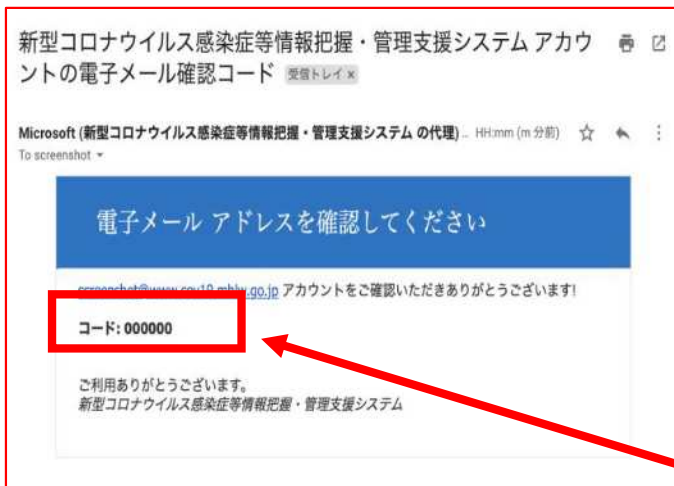 新型コロナウイルス感染症等情報把握・管理支援システム アカウ
ントの電子メール確認コード 受信トレイ x
Microsoft (新型コロナウイルス感染症等情報把握・管理支援システム の代理) .. HH:mm (m 分前)
To screenshot
電子メール アドレスを確認してください
screenshot@www.cov19.mhlw.go.jp アカウントをご確認いただきありがとうございます!
コード: 000000
ご利用ありがとうございます。
新型コロナウイルス感染症等情報把握・管理支援システム